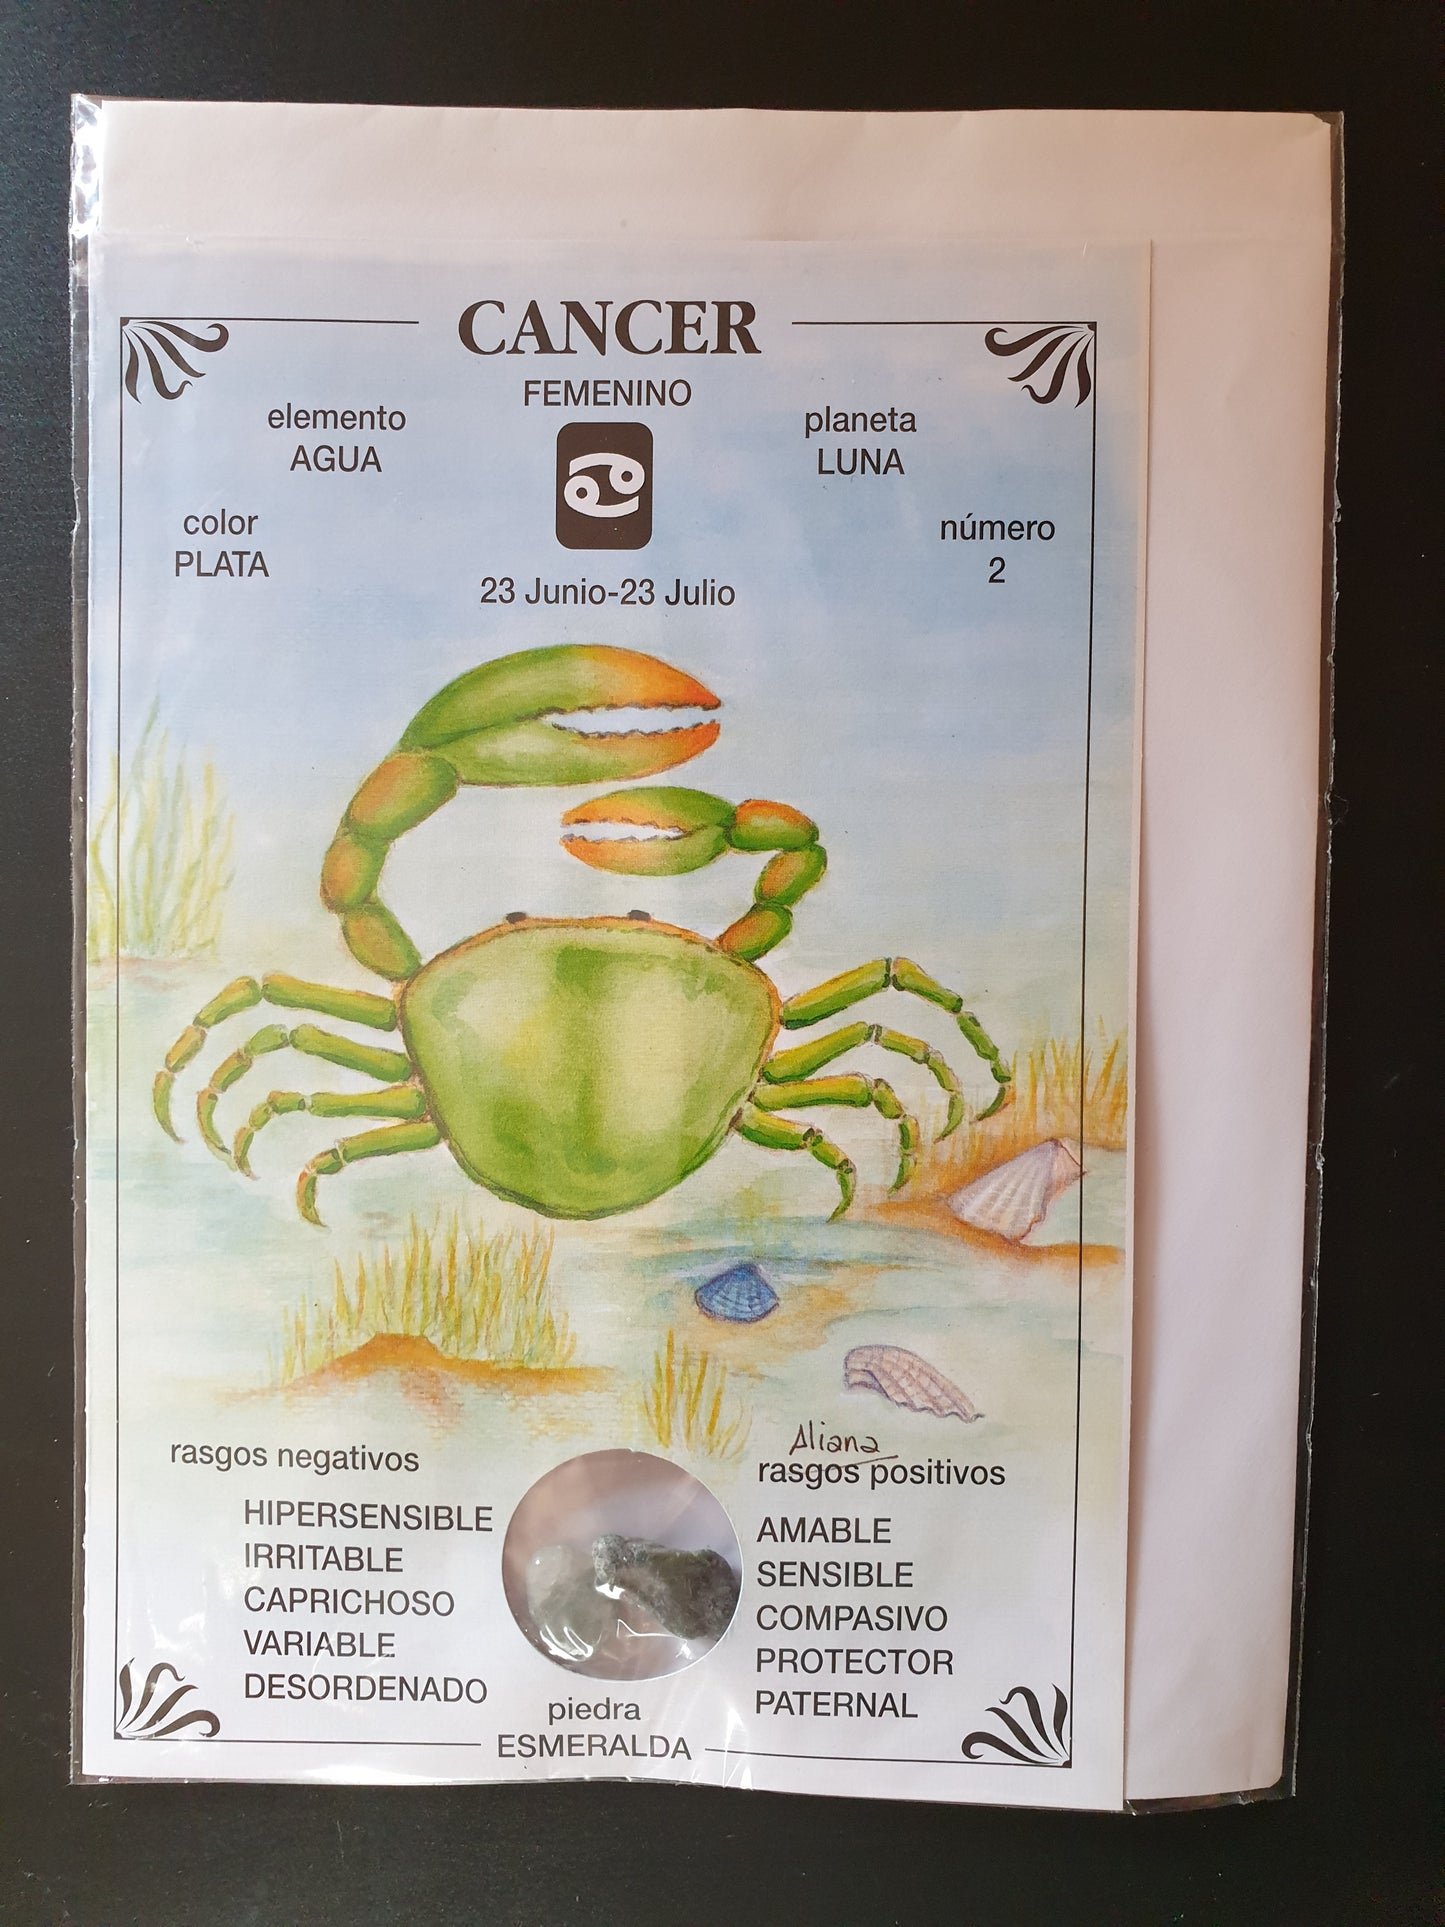 CANCER
FEMENINO
elemento
AGUA
planeta
LUNA
color
PLATA
número
2
23 Junio-23 Julio
rasgos negativos
HIPERSENSIBLE
IRRITABLE
CAPRICHOSO
VARIABLE
DESORDENADO
Aliana
rasgos positivos
AMABLE
SENSIBLE
COMPASIVO
PROTECTOR
PATERNAL
piedra
ESMERALDA